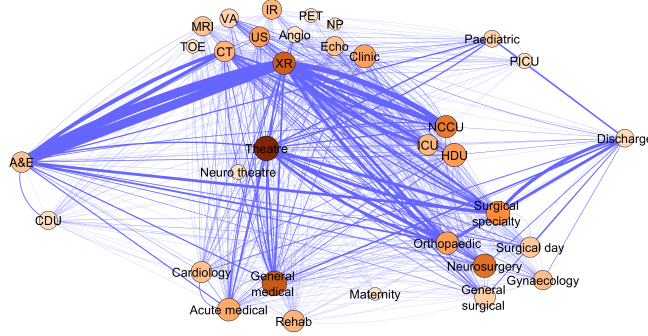 IR
PET
VA
NP
MRI
US
Angio
Paediatric
TOE
CT
Echo
Clinic
XR
PICU
NCCU
Discharge
ICU
Theatre
HDU
A&E
Neuro theatre
Surgical
specialty
CDU
Orthopaedic
Surgical day
Cardiology
Neurosurgery
General
medical
Gynaecology
Maternity
General
surgical
Acute medical
Rehab